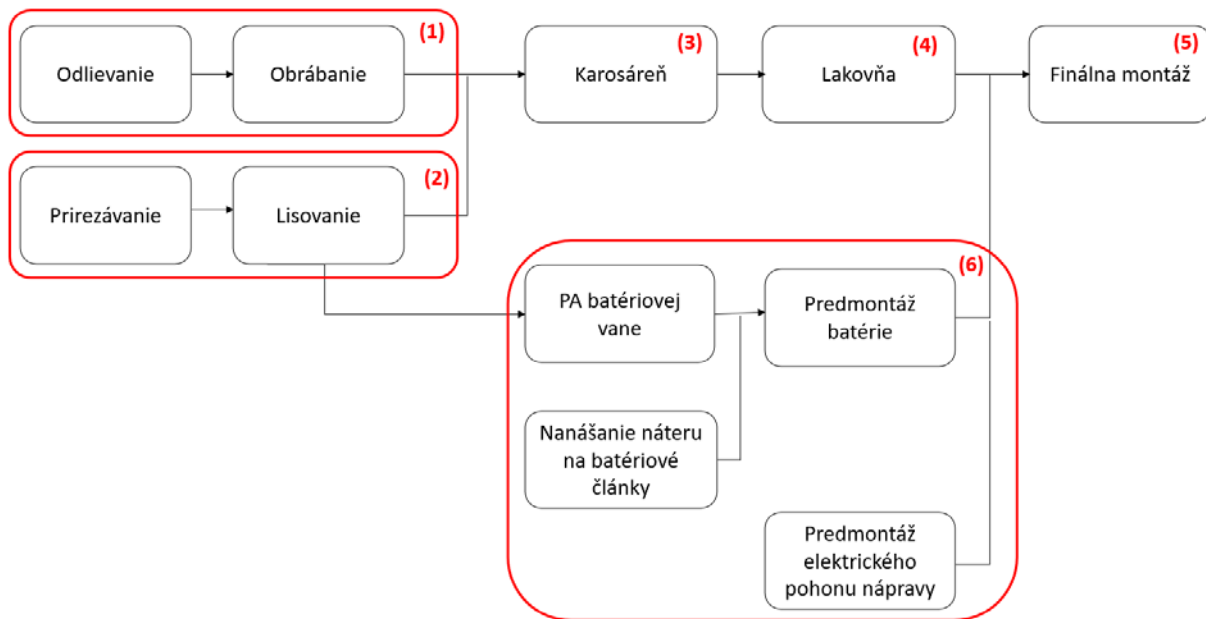 (1)
Odlievanie
Obrábanie
(3)
Karosáreň
(4)
Lakovňa
(5)
Finálna montáž
(2)
Prirezávanie
Lisovanie
(6)
PA batériovej
vane
Predmontáž
batérie
Nanášanie náteru
na batériové
články
Predmontáž
elektrického
pohonu nápravy